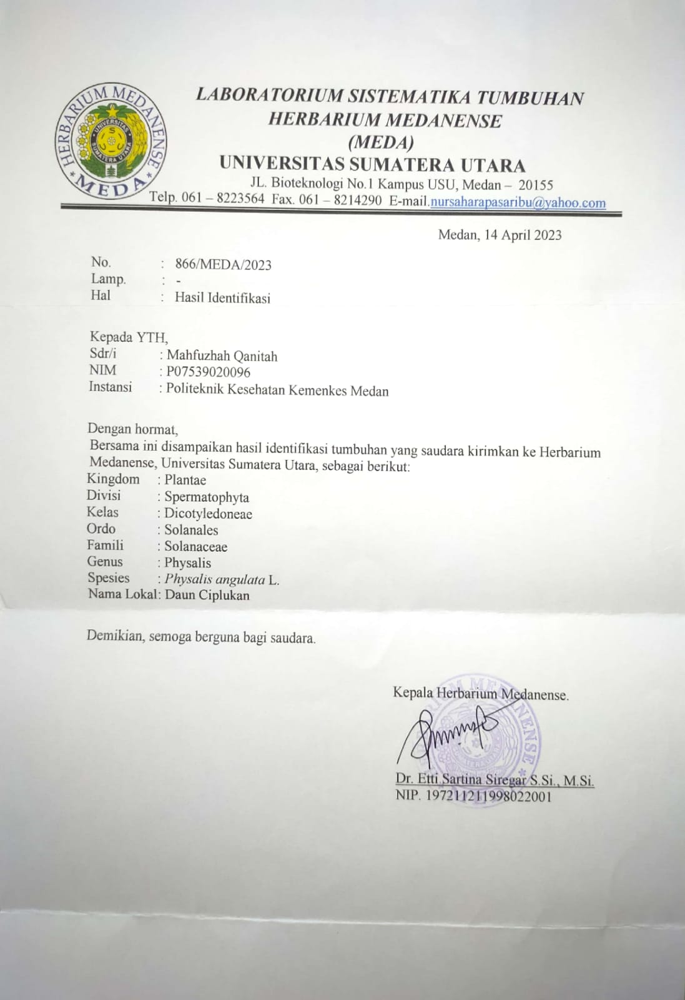 HERBARIUM MEDANENSE
* MEDA *
UNIVERSITAS
SUMATERA UTARA
LABORATORIUM SISTEMATIKA TUMBUHAN
HERBARIUM MEDANENSE
(MEDA)
UNIVERSITAS SUMATERA UTARA
JL. Bioteknologi No.1 Kampus USU, Medan – 20155
Telp. 061 – 8223564 Fax. 061 – 8214290 E-mail.nursaharapasaribu@yahoo.com
Medan, 14 April 2023
No. : 866/MEDA/2023
Lamp. : -
Hal : Hasil Identifikasi
Kepada YTH,
Sdr/i : Mahfuzhah Qanitah
NIM : P07539020096
Instansi : Politeknik Kesehatan Kemenkes Medan
Dengan hormat,
Bersama ini disampaikan hasil identifikasi tumbuhan yang saudara kirimkan ke Herbarium
Medanense, Universitas Sumatera Utara, sebagai berikut:
Kingdom : Plantae
Divisi : Spermatophyta
Kelas : Dicotyledoneae
Ordo : Solanales
Famili : Solanaceae
Genus : Physalis
Spesies : Physalis angulata L.
Nama Lokal: Daun Ciplukan
Demikian, semoga berguna bagi saudara.
Kepala Herbarium Medanense.
Dr. Etti Sartina Siregar S.Si., M.Si.
NIP. 197211211998022001